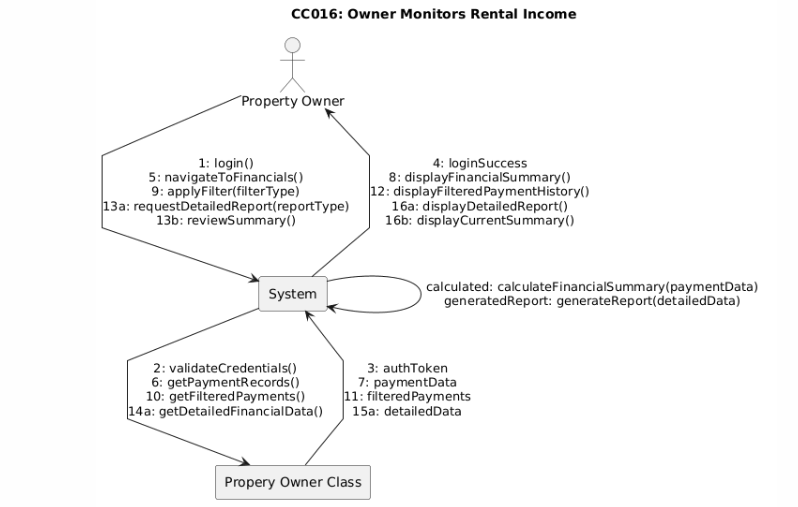 CC016: Owner Monitors Rental Income
Property Owner
1: login()
5: navigateToFinancials()
9: applyFilter(filterType)
13a: requestDetailedReport(reportType)
13b: reviewSummary()
4: loginSuccess
8: displayFinancialSummary()
12: displayFilteredPaymentHistory()
16a: displayDetailedReport()
16b: displayCurrentSummary()
System
calculated: calculateFinancialSummary(paymentData)
generatedReport: generateReport(detailedData)
2: validateCredentials()
6: getPaymentRecords()
10: getFilteredPayments()
14a: getDetailedFinancialData()
3: authToken
7: paymentData
11: filteredPayments
15a: detailedData
Propery Owner Class